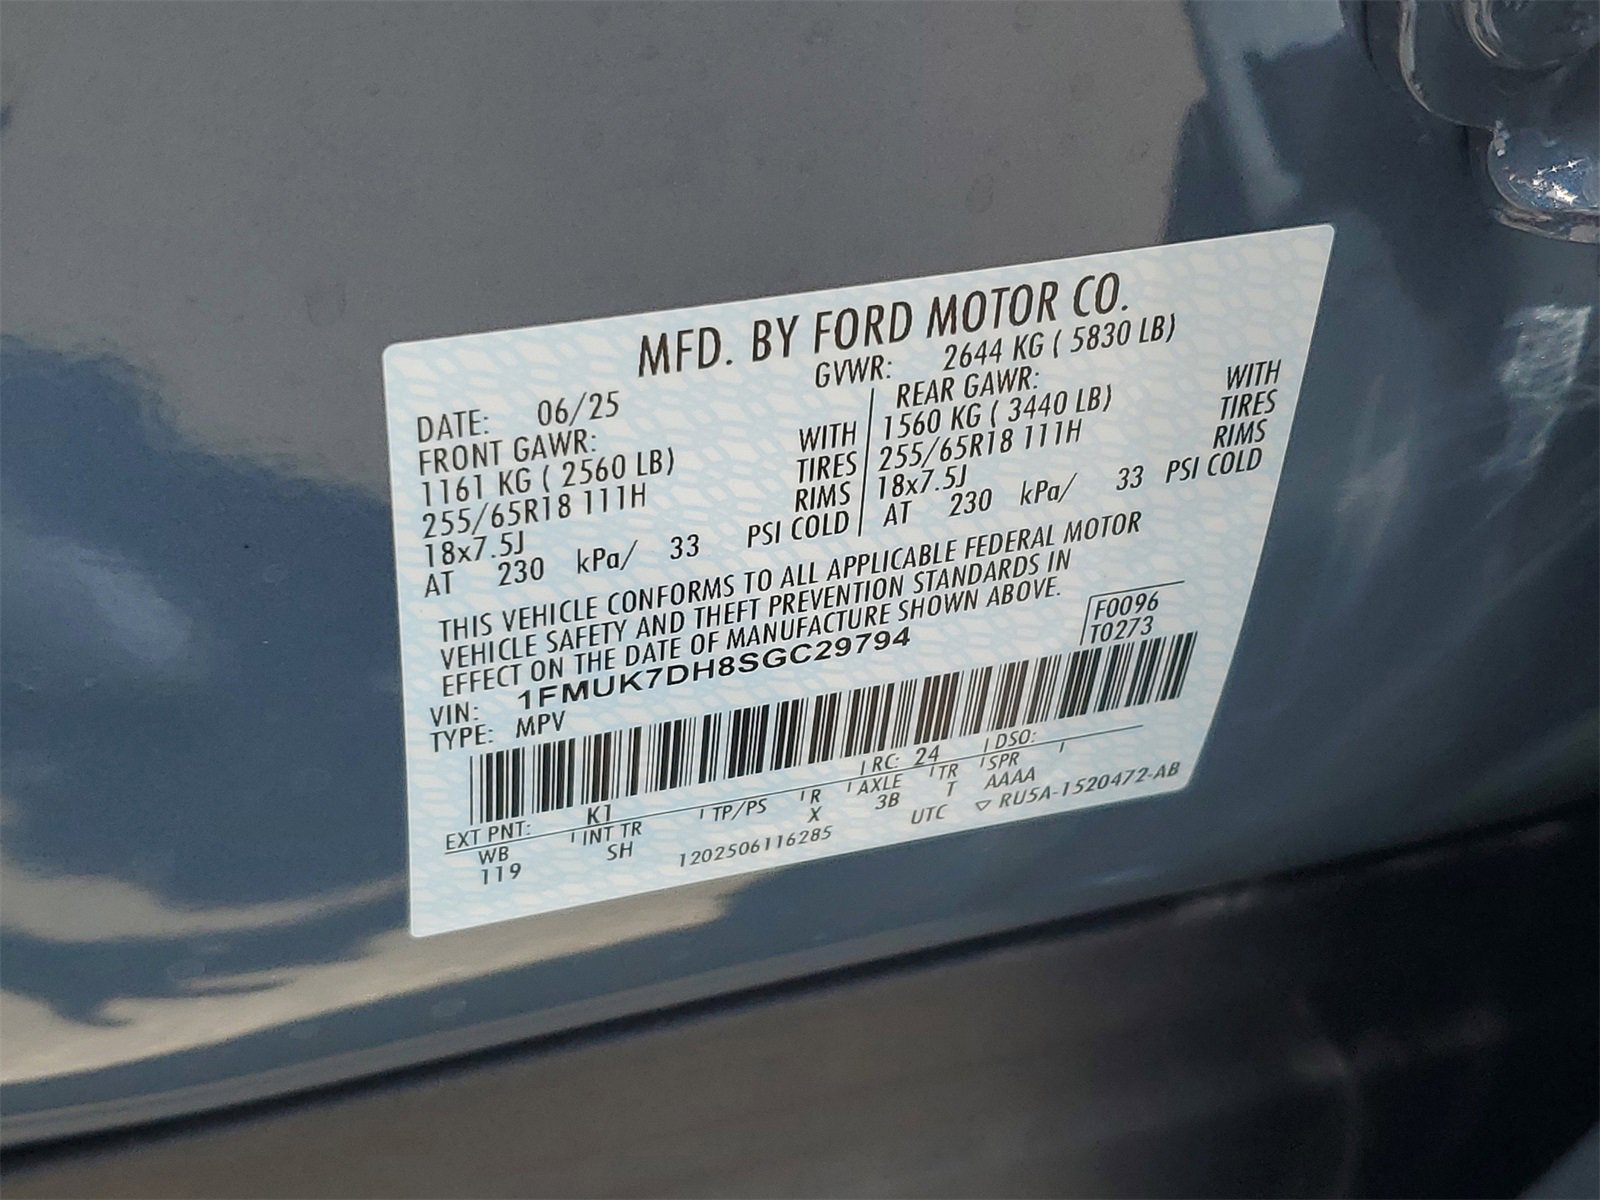 MFD. BY FORD MOTOR CO.
DATE: 06/25 GVWR: 2644 KG ( 5830 LB)
FRONT GAWR: REAR GAWR:
1161 KG ( 2560 LB) WITH 1560 KG ( 3440 LB) WITH
255/65R18 111H TIRES 255/65R18 111H TIRES
18x7.5J RIMS 18x7.5J RIMS
AT 230 kPa/ 33 PSI COLD AT 230 kPa/ 33 PSI COLD
THIS VEHICLE CONFORMS TO ALL APPLICABLE FEDERAL MOTOR
VEHICLE SAFETY AND THEFT PREVENTION STANDARDS IN
EFFECT ON THE DATE OF MANUFACTURE SHOWN ABOVE.
F0096
T0273
VIN: 1FMUK7DH8SGC29794
TYPE: MPV
EXT PNT: K1 RC: 24 DSO:
WB INT TR TP/PS R AXLE TR SPR
119 SH X 3B T AAAA
1202506116285 UTC ▽ RU5A-1520472-AB